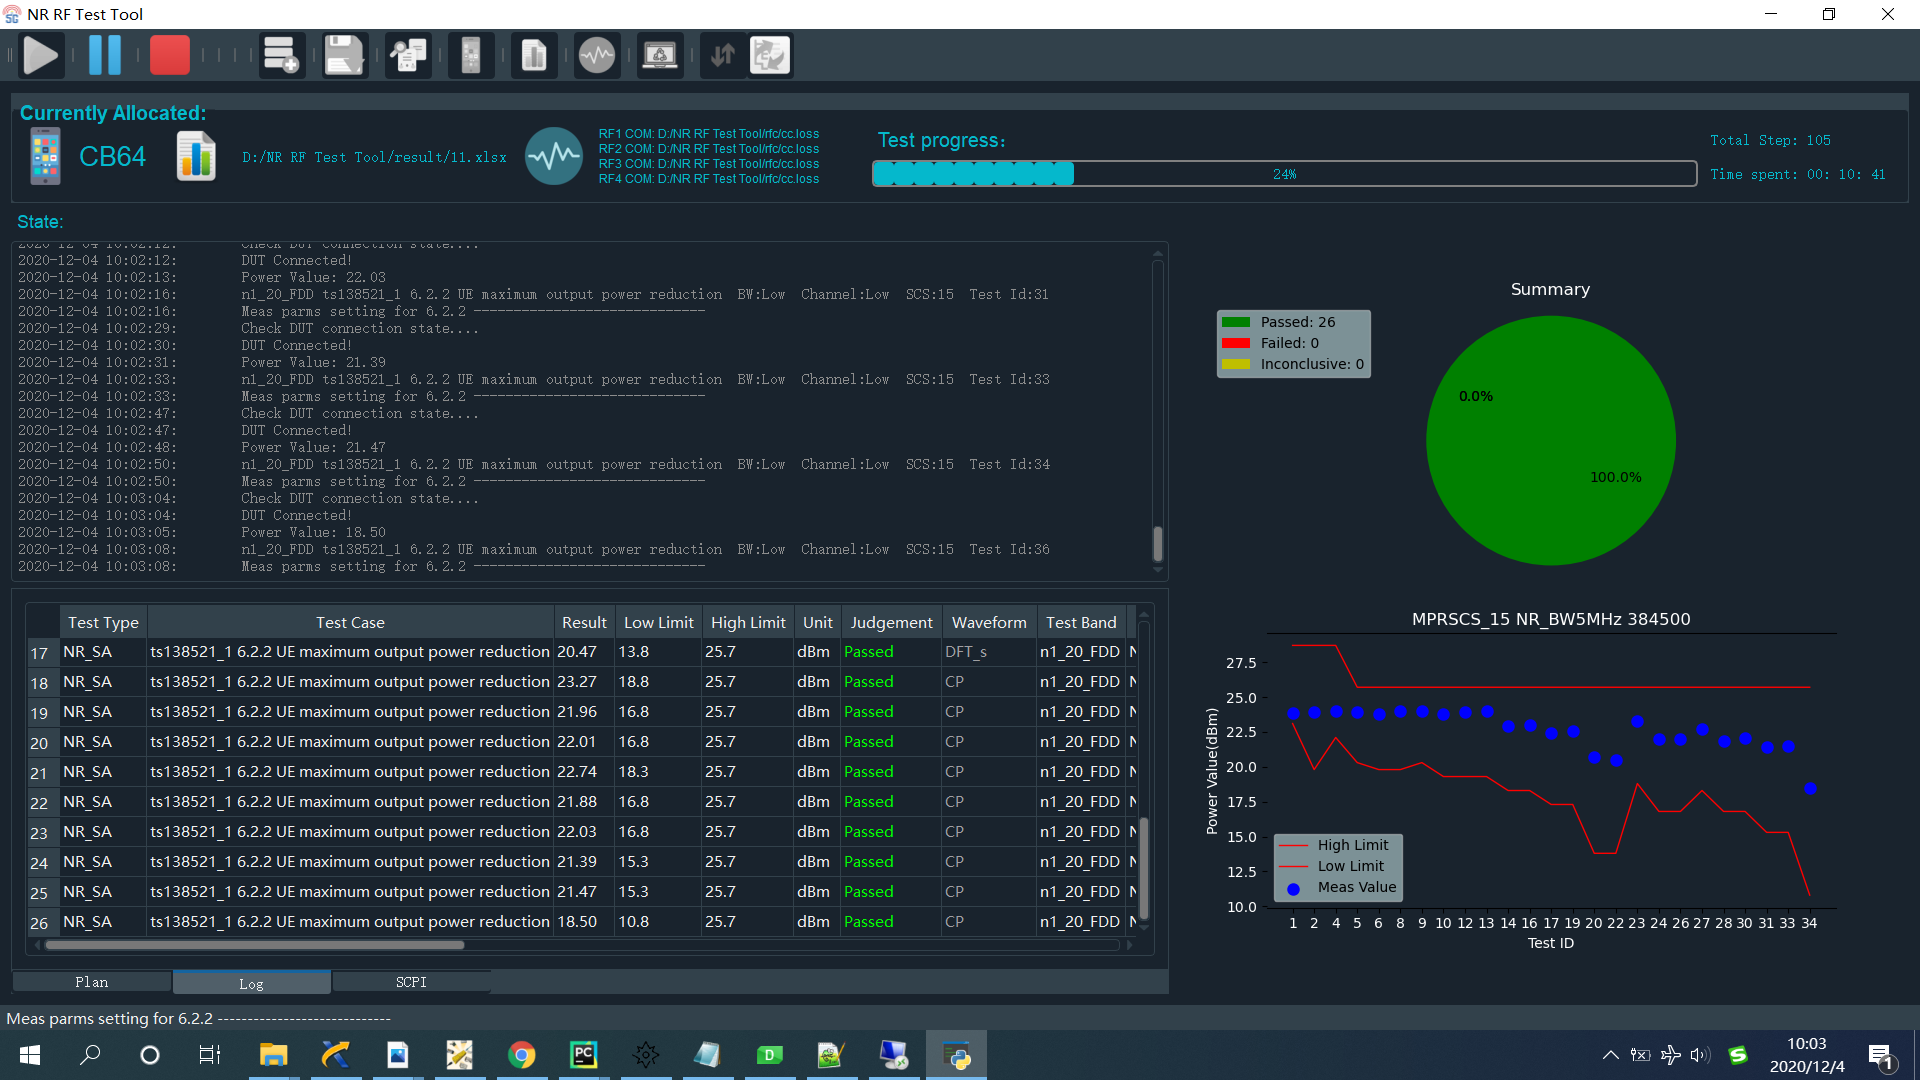 NR RF Test Tool
Currently Allocated:
CB64
D:/NR RF Test Tool/result/11.xlsx
RF1 COM: D:/NR RF Test Tool/rfc/cc.loss
RF2 COM: D:/NR RF Test Tool/rfc/cc.loss
RF3 COM: D:/NR RF Test Tool/rfc/cc.loss
RF4 COM: D:/NR RF Test Tool/rfc/cc.loss
Test progress:
24%
Total Step: 105
Time spent: 00: 10: 41
State:
2020-12-04 10:02:12: Check DUT connection state....
2020-12-04 10:02:12: DUT Connected!
2020-12-04 10:02:13: Power Value: 22.03
2020-12-04 10:02:16: n1_20_FDD ts138521_1 6.2.2 UE maximum output power reduction BW:Low Channel:Low SCS:15 Test Id:31
2020-12-04 10:02:16: Meas parms setting for 6.2.2 -----------------------------
2020-12-04 10:02:29: Check DUT connection state....
2020-12-04 10:02:30: DUT Connected!
2020-12-04 10:02:31: Power Value: 21.39
2020-12-04 10:02:33: n1_20_FDD ts138521_1 6.2.2 UE maximum output power reduction BW:Low Channel:Low SCS:15 Test Id:33
2020-12-04 10:02:33: Meas parms setting for 6.2.2 -----------------------------
2020-12-04 10:02:47: Check DUT connection state....
2020-12-04 10:02:47: DUT Connected!
2020-12-04 10:02:48: Power Value: 21.47
2020-12-04 10:02:50: n1_20_FDD ts138521_1 6.2.2 UE maximum output power reduction BW:Low Channel:Low SCS:15 Test Id:34
2020-12-04 10:02:50: Meas parms setting for 6.2.2 -----------------------------
2020-12-04 10:03:04: Check DUT connection state....
2020-12-04 10:03:04: DUT Connected!
2020-12-04 10:03:05: Power Value: 18.50
2020-12-04 10:03:08: n1_20_FDD ts138521_1 6.2.2 UE maximum output power reduction BW:Low Channel:Low SCS:15 Test Id:36
2020-12-04 10:03:08: Meas parms setting for 6.2.2 -----------------------------
Test Type Test Case Result Low Limit High Limit Unit Judgement Waveform Test Band
17 NR_SA ts138521_1 6.2.2 UE maximum output power reduction 20.47 13.8 25.7 dBm Passed DFT_s n1_20_FDD N
18 NR_SA ts138521_1 6.2.2 UE maximum output power reduction 23.27 18.8 25.7 dBm Passed CP n1_20_FDD N
19 NR_SA ts138521_1 6.2.2 UE maximum output power reduction 21.96 16.8 25.7 dBm Passed CP n1_20_FDD N
20 NR_SA ts138521_1 6.2.2 UE maximum output power reduction 22.01 16.8 25.7 dBm Passed CP n1_20_FDD N
21 NR_SA ts138521_1 6.2.2 UE maximum output power reduction 22.74 18.3 25.7 dBm Passed CP n1_20_FDD N
22 NR_SA ts138521_1 6.2.2 UE maximum output power reduction 21.88 16.8 25.7 dBm Passed CP n1_20_FDD N
23 NR_SA ts138521_1 6.2.2 UE maximum output power reduction 22.03 16.8 25.7 dBm Passed CP n1_20_FDD N
24 NR_SA ts138521_1 6.2.2 UE maximum output power reduction 21.39 15.3 25.7 dBm Passed CP n1_20_FDD N
25 NR_SA ts138521_1 6.2.2 UE maximum output power reduction 21.47 15.3 25.7 dBm Passed CP n1_20_FDD N
26 NR_SA ts138521_1 6.2.2 UE maximum output power reduction 18.50 10.8 25.7 dBm Passed CP n1_20_FDD N
Plan Log SCPI
Summary
Passed: 26
Failed: 0
Inconclusive: 0
0.0%
100.0%
MPRSCS_15 NR_BW5MHz 384500
Power Value(dBm)
27.5
25.0
22.5
20.0
17.5
15.0
12.5
10.0
High Limit
Low Limit
Meas Value
1 2 4 5 6 8 9 10 12 13 14 16 17 19 20 22 23 24 26 27 28 30 31 33 34
Test ID
Meas parms setting for 6.2.2 -----------------------------
10:03
2020/12/4
1